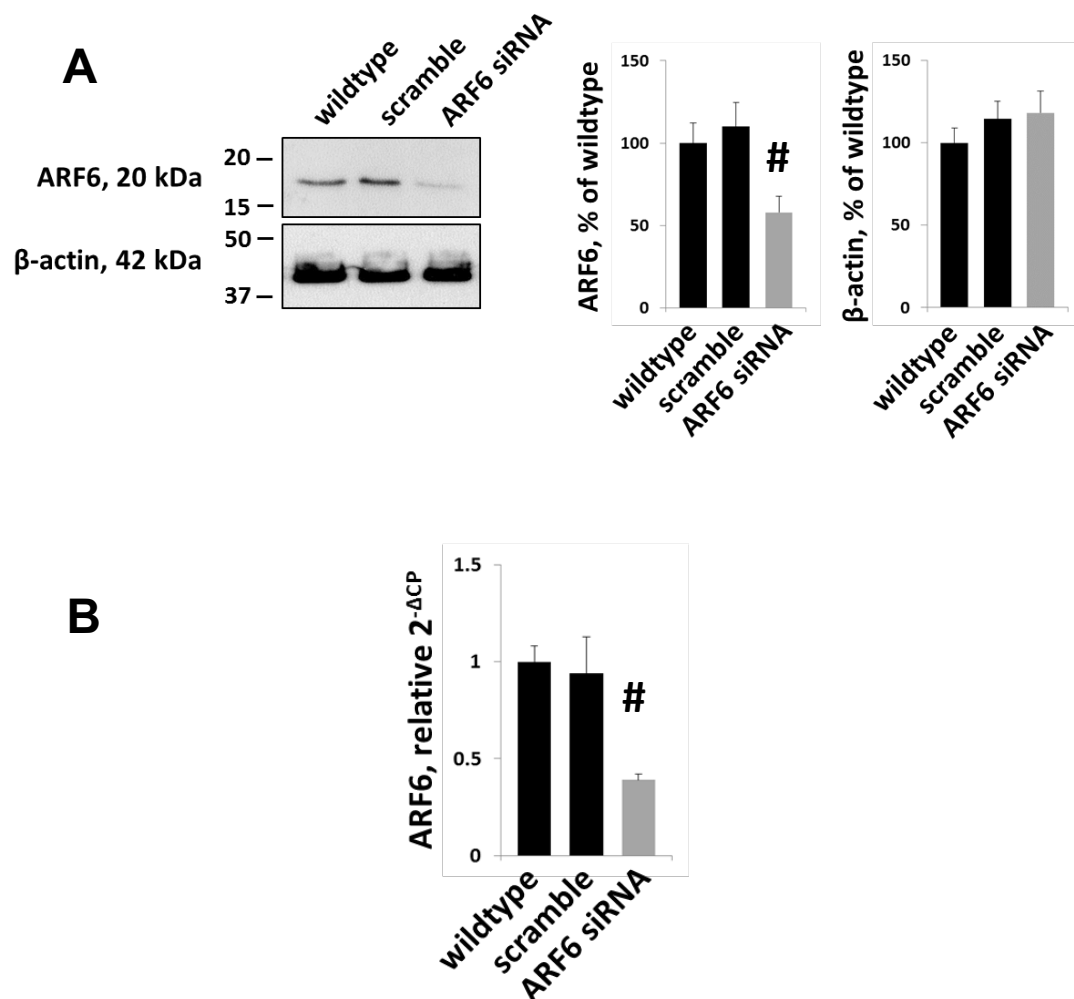 A
wildtype
scramble
ARF6 siRNA
ARF6, 20 kDa
20
15
β-actin, 42 kDa
50
37
ARF6, % of wildtype
150
100
50
0
#
wildtype
scramble
ARF6 siRNA
β-actin, % of wildtype
150
100
50
0
wildtype
scramble
ARF6 siRNA
B
ARF6, relative 2^-ΔCP
1.5
1
0.5
0
#
wildtype
scramble
ARF6 siRNA